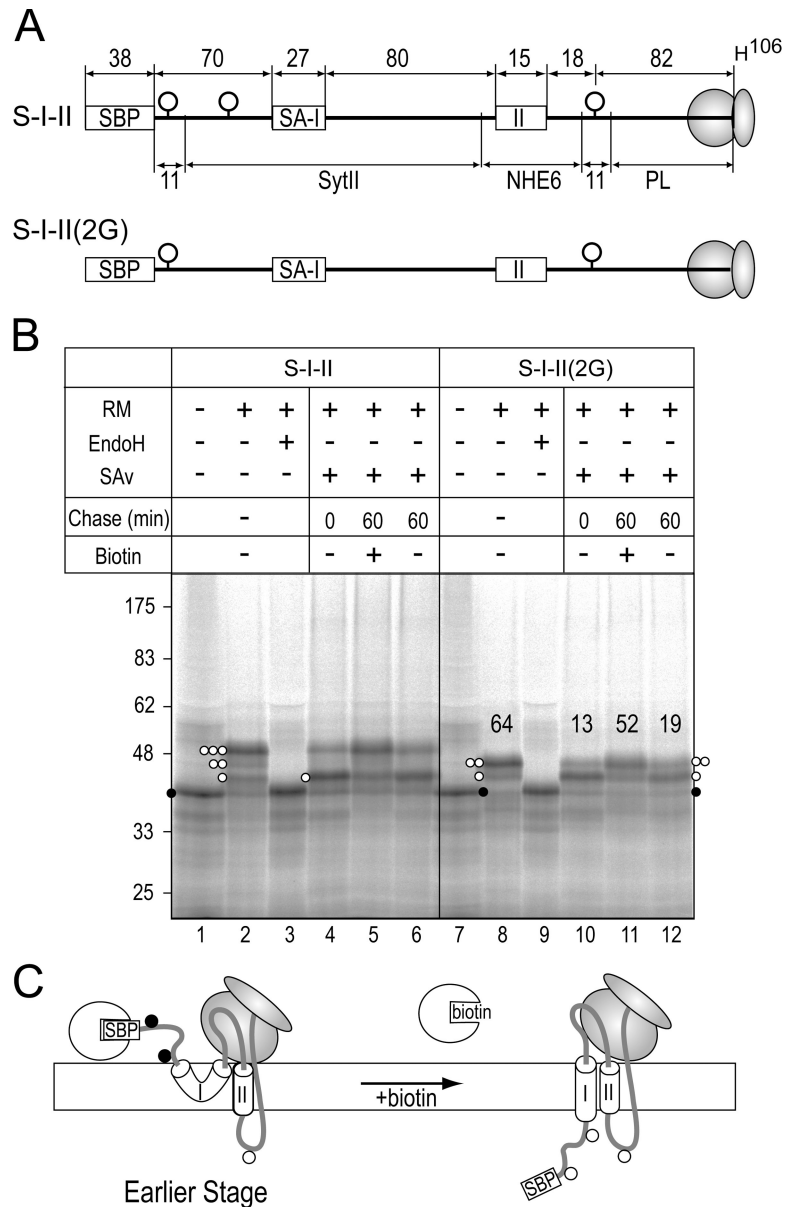 A
38 70 27 80 15 18 82 H106
S-I-II SBP SA-I II
11 SytII NHE6 11 PL
S-I-II(2G)
SBP SA-I II
B
S-I-II S-I-II(2G)
RM - + + + + + - + + + + +
EndoH - - + - - - - - + - - -
SAv - - - + + + - - - + + +
Chase (min) - 0 60 60 - 0 60 60
Biotin - - + - - - + -
175
83
62
64 13 52 19
48
33
25
1 2 3 4 5 6 7 8 9 10 11 12
C
SBP biotin
I II I II
+biotin
SBP
Earlier Stage